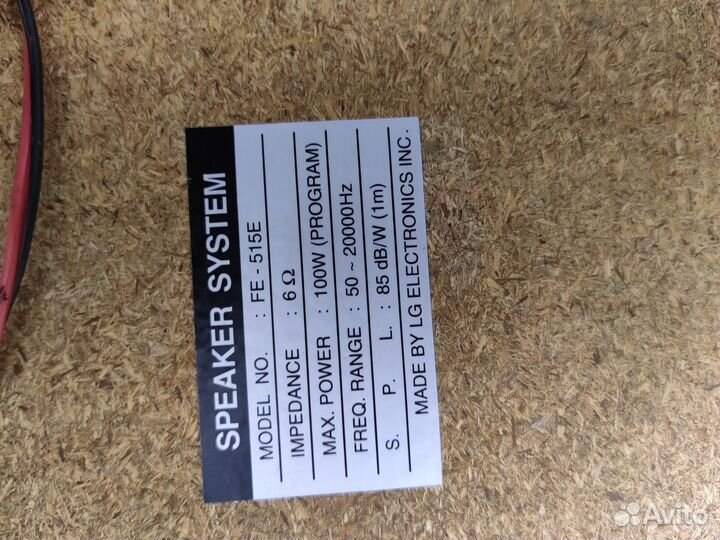 SPEAKER SYSTEM
MODEL NO. : FE - 515E
IMPEDANCE : 6 Ω
MAX. POWER : 100W (PROGRAM)
FREQ. RANGE : 50 ~ 20000Hz
S. P. L. : 85 dB/W (1m)
MADE BY LG ELECTRONICS INC.
Avito